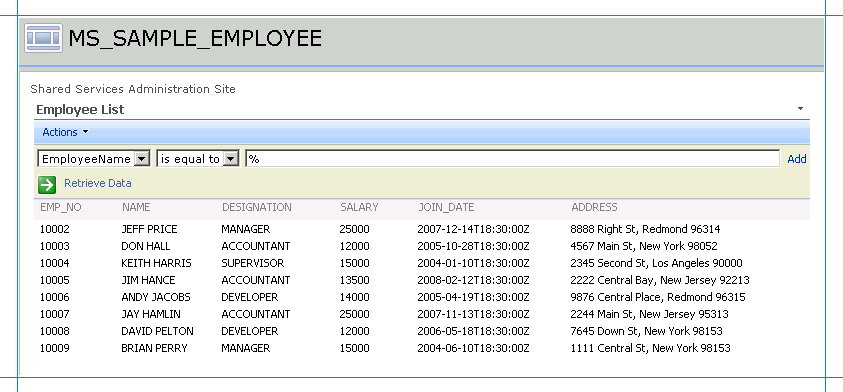 MS_SAMPLE_EMPLOYEE
Shared Services Administration Site
Employee List
Actions
EmployeeName is equal to % Add
Retrieve Data
EMP_NO NAME DESIGNATION SALARY JOIN_DATE ADDRESS
10002 JEFF PRICE MANAGER 25000 2007-12-14T18:30:00Z 8888 Right St, Redmond 96314
10003 DON HALL ACCOUNTANT 12000 2005-10-28T18:30:00Z 4567 Main St, New York 98052
10004 KEITH HARRIS SUPERVISOR 15000 2004-01-10T18:30:00Z 2345 Second St, Los Angeles 90000
10005 JIM HANCE ACCOUNTANT 13500 2008-02-12T18:30:00Z 2222 Central Bay, New Jersey 92213
10006 ANDY JACOBS DEVELOPER 14000 2005-04-19T18:30:00Z 9876 Central Place, Redmond 96315
10007 JAY HAMLIN ACCOUNTANT 25000 2007-11-13T18:30:00Z 2244 Main St, New Jersey 95313
10008 DAVID PELTON DEVELOPER 12000 2006-05-18T18:30:00Z 7645 Down St, New York 98153
10009 BRIAN PERRY MANAGER 15000 2004-06-10T18:30:00Z 1111 Central St, New York 98153